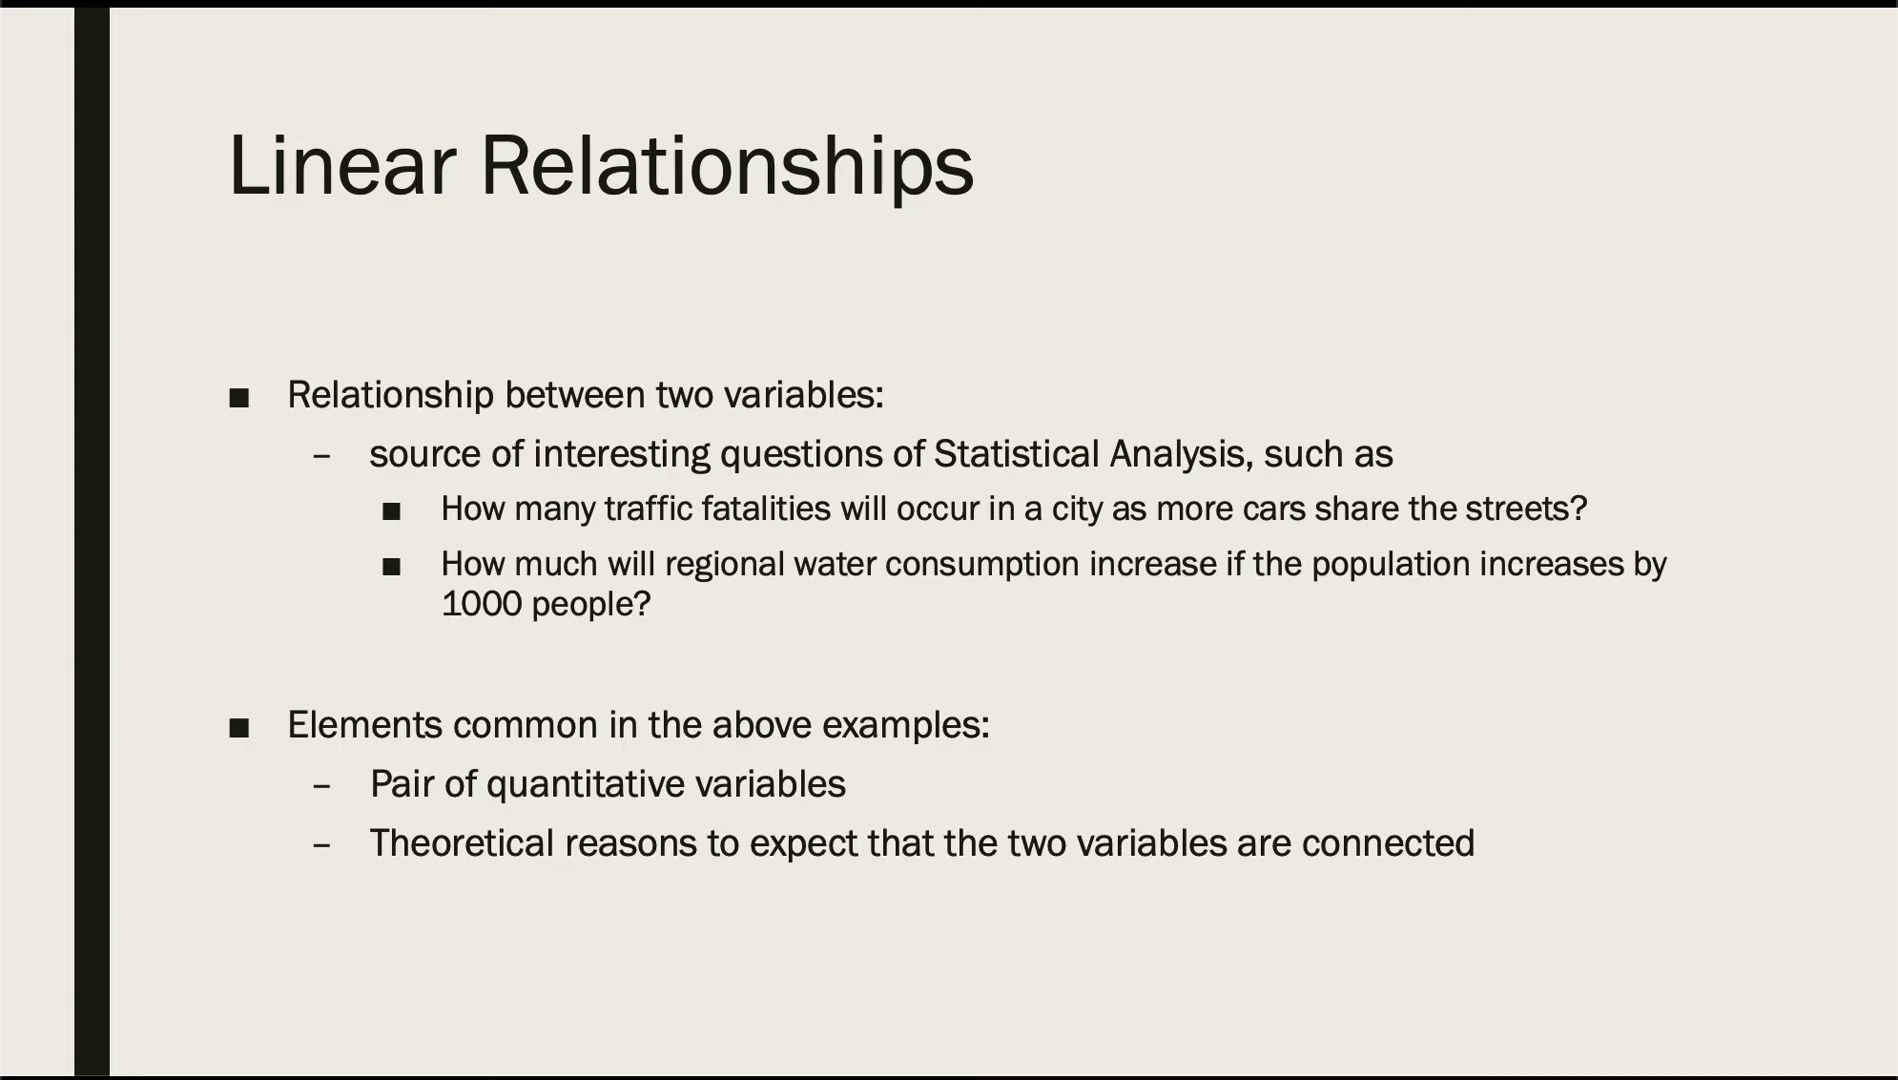 Linear Relationships
■ Relationship between two variables:
– source of interesting questions of Statistical Analysis, such as
■ How many traffic fatalities will occur in a city as more cars share the streets?
■ How much will regional water consumption increase if the population increases by
1000 people?
■ Elements common in the above examples:
– Pair of quantitative variables
– Theoretical reasons to expect that the two variables are connected